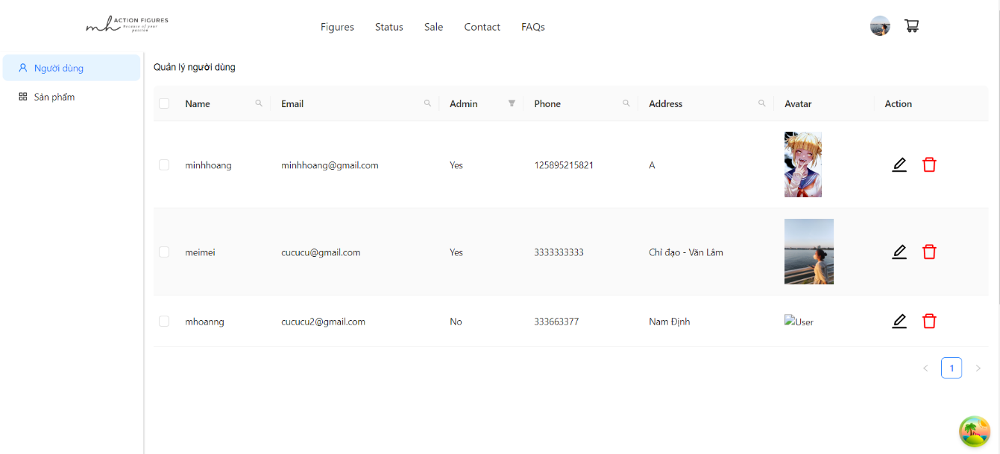 mh ACTION FIGURES
Because of your
passion
Figures Status Sale Contact FAQs
Người dùng
Sản phẩm
Quản lý người dùng
Name Email Admin Phone Address Avatar Action
minhhoang minhhoang@gmail.com Yes 125895215821 A
meimei cucucu@gmail.com Yes 3333333333 Chỉ đạo - Văn Lâm
mhoanng cucucu2@gmail.com No 333663377 Nam Định User
< 1 >